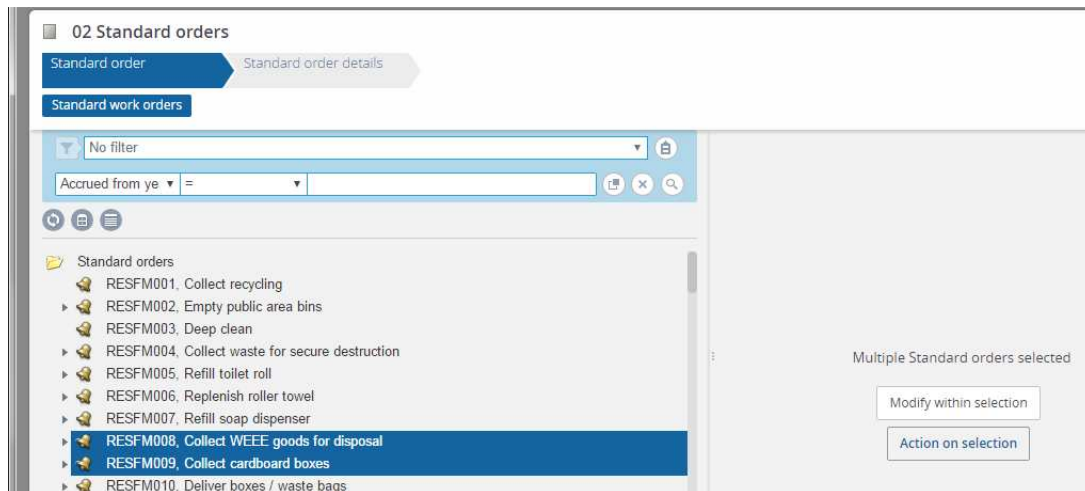 02 Standard orders
Standard order
Standard order details
Standard work orders
No filter
Accrued from ye
=
Standard orders
RESFM001, Collect recycling
RESFM002, Empty public area bins
RESFM003, Deep clean
RESFM004, Collect waste for secure destruction
RESFM005, Refill toilet roll
RESFM006, Replenish roller towel
RESFM007, Refill soap dispenser
RESFM008, Collect WEEE goods for disposal
RESFM009, Collect cardboard boxes
RESFM010, Deliver boxes / waste bags
Multiple Standard orders selected
Modify within selection
Action on selection